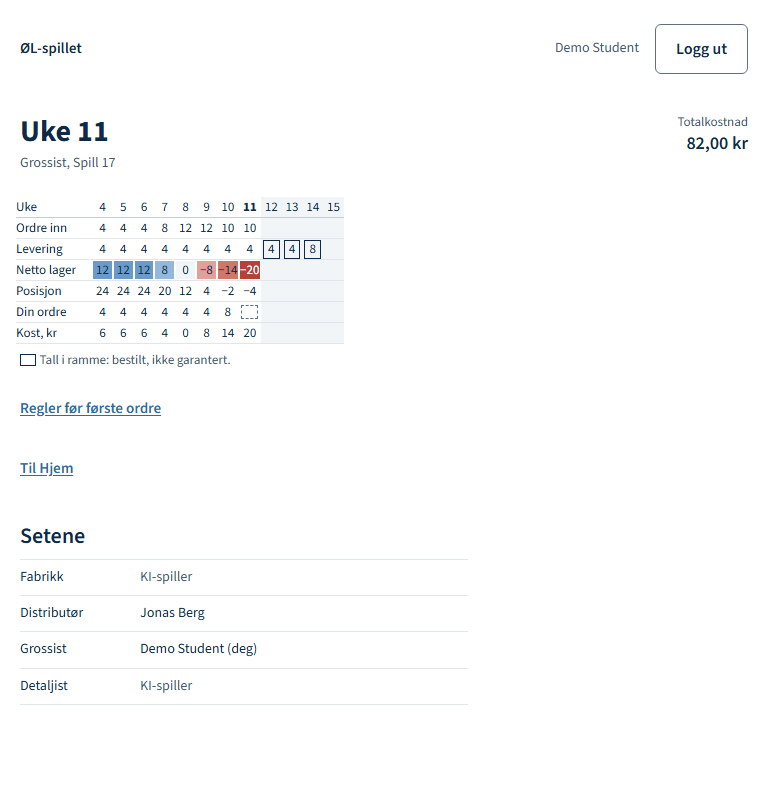 ØL-spillet
Demo Student
Logg ut
Uke 11
Grossist, Spill 17
Totalkostnad
82,00 kr
Uke 4 5 6 7 8 9 10 11 12 13 14 15
Ordre inn 4 4 4 8 12 12 10 10
Levering 4 4 4 4 4 4 4 4 4 4 8
Netto lager 12 12 12 8 0 −8 −14 −20
Posisjon 24 24 24 20 12 4 −2 −4
Din ordre 4 4 4 4 4 4 8
Kost, kr 6 6 6 4 0 8 14 20
Tall i ramme: bestilt, ikke garantert.
Regler før første ordre
Til Hjem
Setene
Fabrikk KI-spiller
Distributør Jonas Berg
Grossist Demo Student (deg)
Detaljist KI-spiller